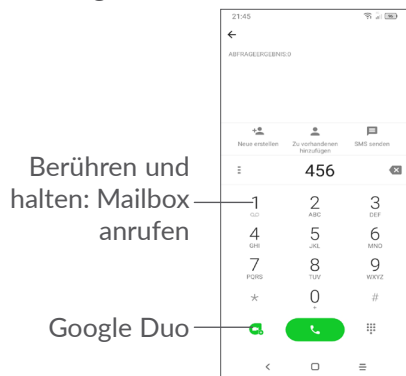 21:45
ABFRAGEERGEBNIS:0
Neue erstellen
Zu vorhandenen
hinzufügen
SMS senden
456
Berühren und
halten: Mailbox
anrufen
1 2 3
ABC DEF
4 5 6
GHI JKL MNO
7 8 9
PQRS TUV WXYZ
* 0 #
+
Google Duo